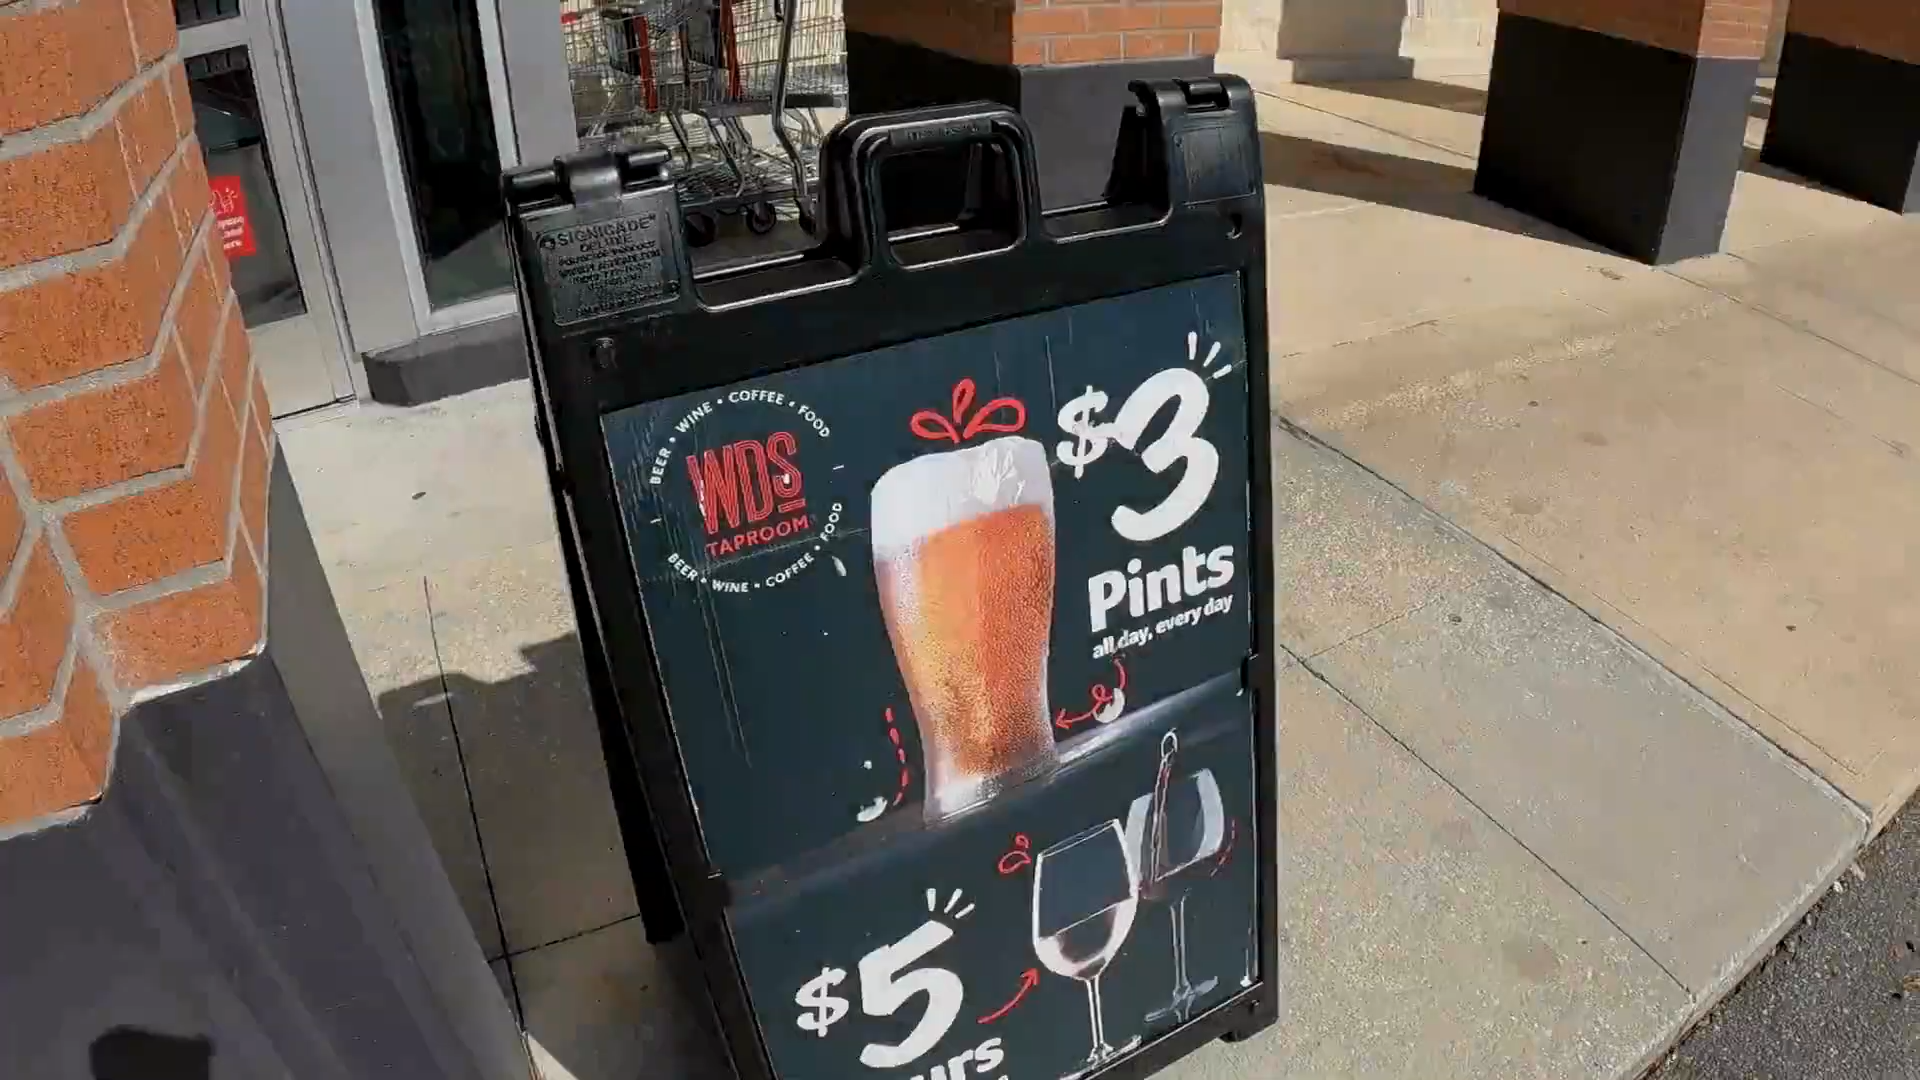 SIGNICADE
DELUXE
BEER • WINE • COFFEE • FOOD
WDS
TAPROOM
BEER • WINE • COFFEE • FOOD
$3
Pints
all day, every day
$5